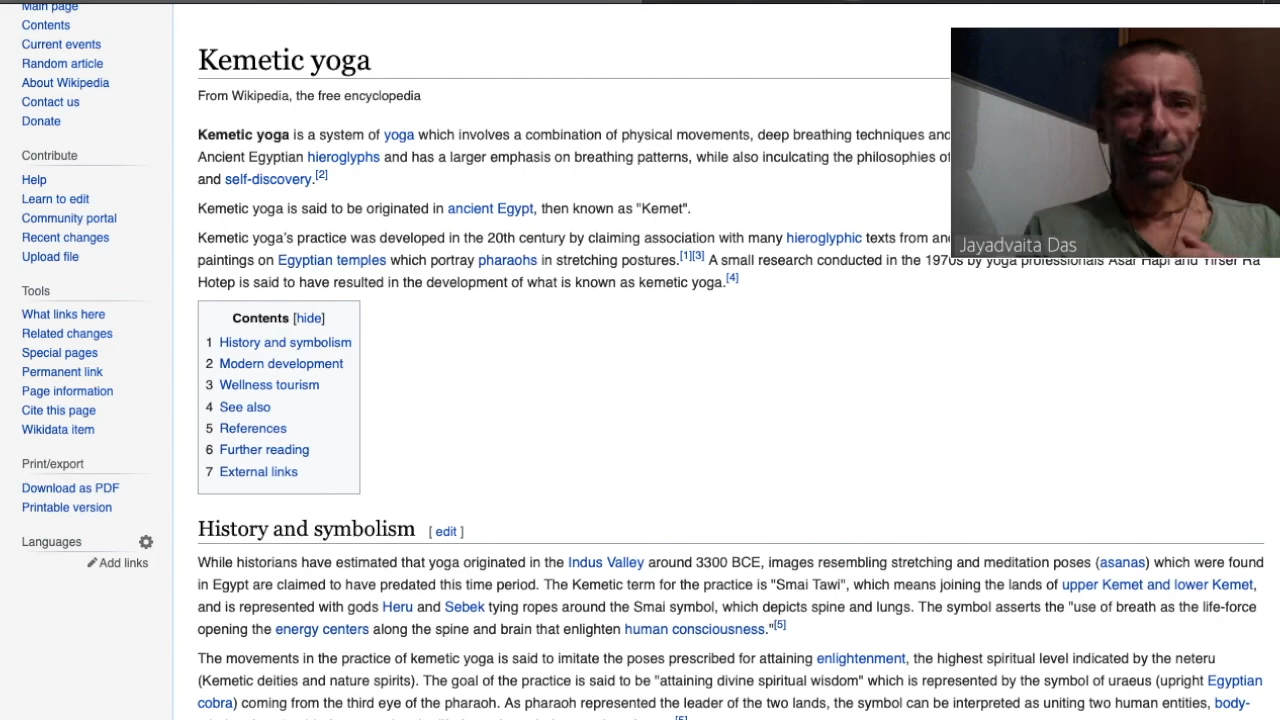 Main page
Contents
Current events
Random article
About Wikipedia
Contact us
Donate
Contribute
Help
Learn to edit
Community portal
Recent changes
Upload file
Tools
What links here
Related changes
Special pages
Permanent link
Page information
Cite this page
Wikidata item
Print/export
Download as PDF
Printable version
Languages
Add links
Kemetic yoga
From Wikipedia, the free encyclopedia
Kemetic yoga is a system of yoga which involves a combination of physical movements, deep breathing techniques and
Ancient Egyptian hieroglyphs and has a larger emphasis on breathing patterns, while also inculcating the philosophies of
and self-discovery.[2]
Kemetic yoga is said to be originated in ancient Egypt, then known as "Kemet".
Kemetic yoga's practice was developed in the 20th century by claiming association with many hieroglyphic texts from
paintings on Egyptian temples which portray pharaohs in stretching postures.[1][3] A small research conducted in the 1970s by yoga professionals Asar Hapi and Yirser Ra
Hotep is said to have resulted in the development of what is known as kemetic yoga.[4]
Jayadvaita Das
Contents [hide]
1 History and symbolism
2 Modern development
3 Wellness tourism
4 See also
5 References
6 Further reading
7 External links
History and symbolism [ edit ]
While historians have estimated that yoga originated in the Indus Valley around 3300 BCE, images resembling stretching and meditation poses (asanas) which were found
in Egypt are claimed to have predated this time period. The Kemetic term for the practice is "Smai Tawi", which means joining the lands of upper Kemet and lower Kemet,
and is represented with gods Heru and Sebek tying ropes around the Smai symbol, which depicts spine and lungs. The symbol asserts the "use of breath as the life-force
opening the energy centers along the spine and brain that enlighten human consciousness."[5]
The movements in the practice of kemetic yoga is said to imitate the poses prescribed for attaining enlightenment, the highest spiritual level indicated by the neteru
(Kemetic deities and nature spirits). The goal of the practice is said to be "attaining divine spiritual wisdom" which is represented by the symbol of uraeus (upright Egyptian
cobra) coming from the third eye of the pharaoh. As pharaoh represented the leader of the two lands, the symbol can be interpreted as uniting two human entities, body-
[5]